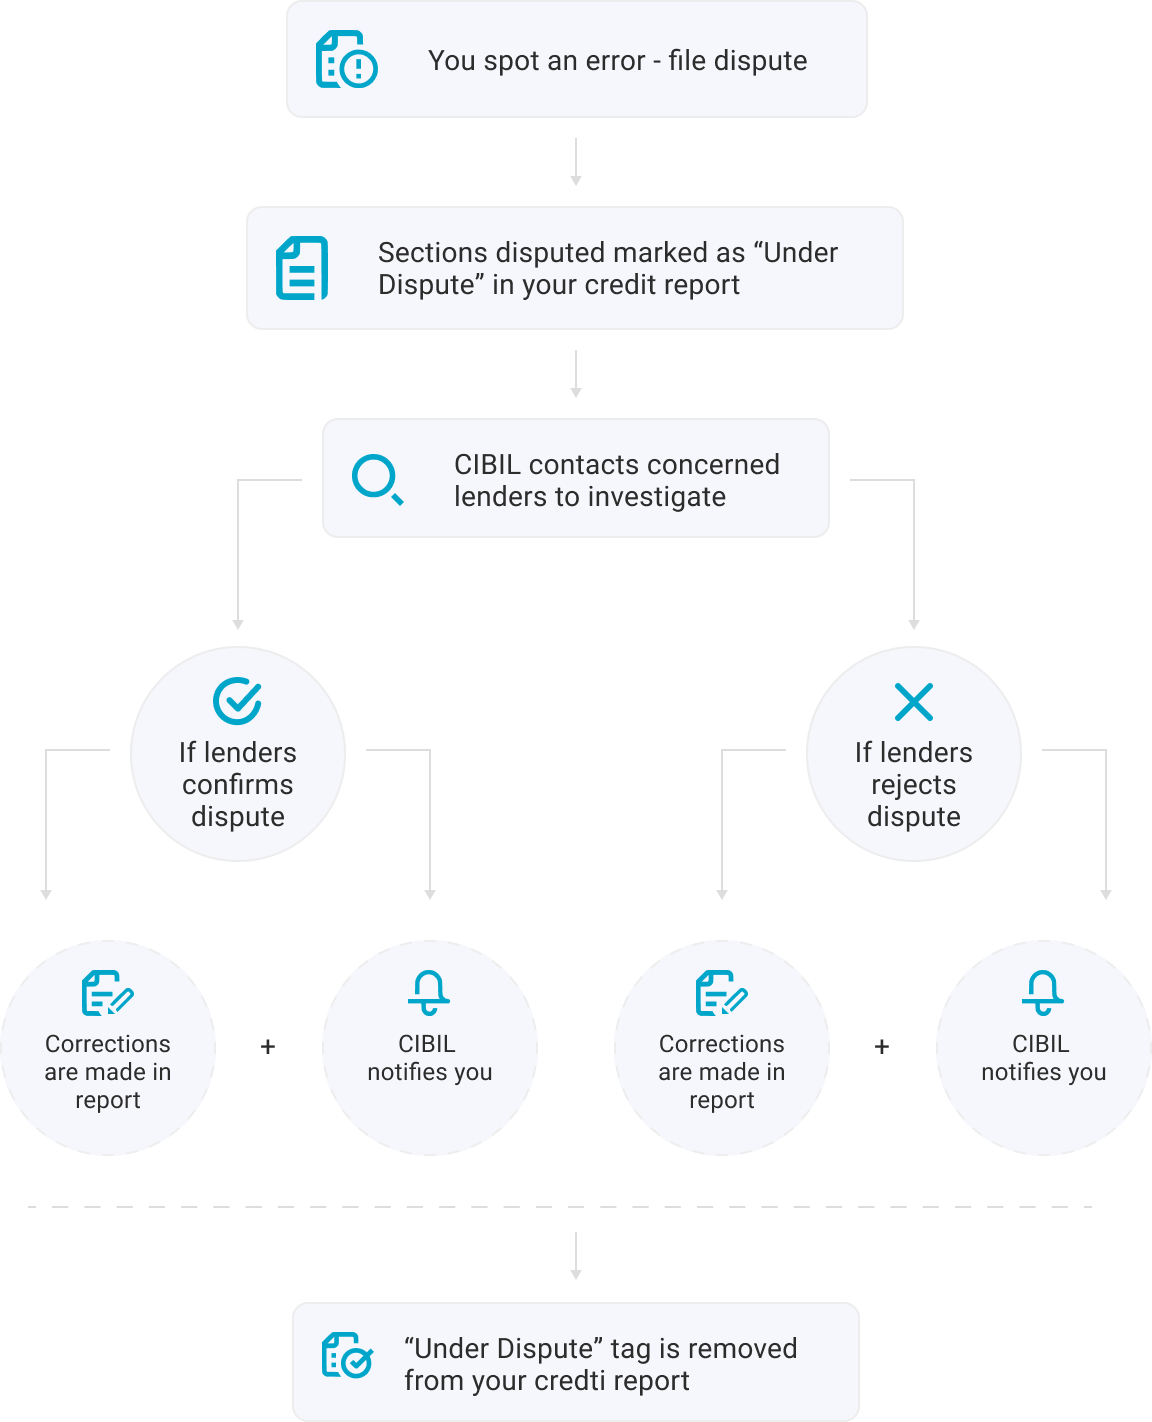 You spot an error - file dispute
Sections disputed marked as “Under
Dispute” in your credit report
CIBIL contacts concerned
lenders to investigate
If lenders
confirms
dispute
If lenders
rejects
dispute
Corrections
are made in
report
+
CIBIL
notifies you
Corrections
are made in
report
+
CIBIL
notifies you
“Under Dispute” tag is removed
from your credti report